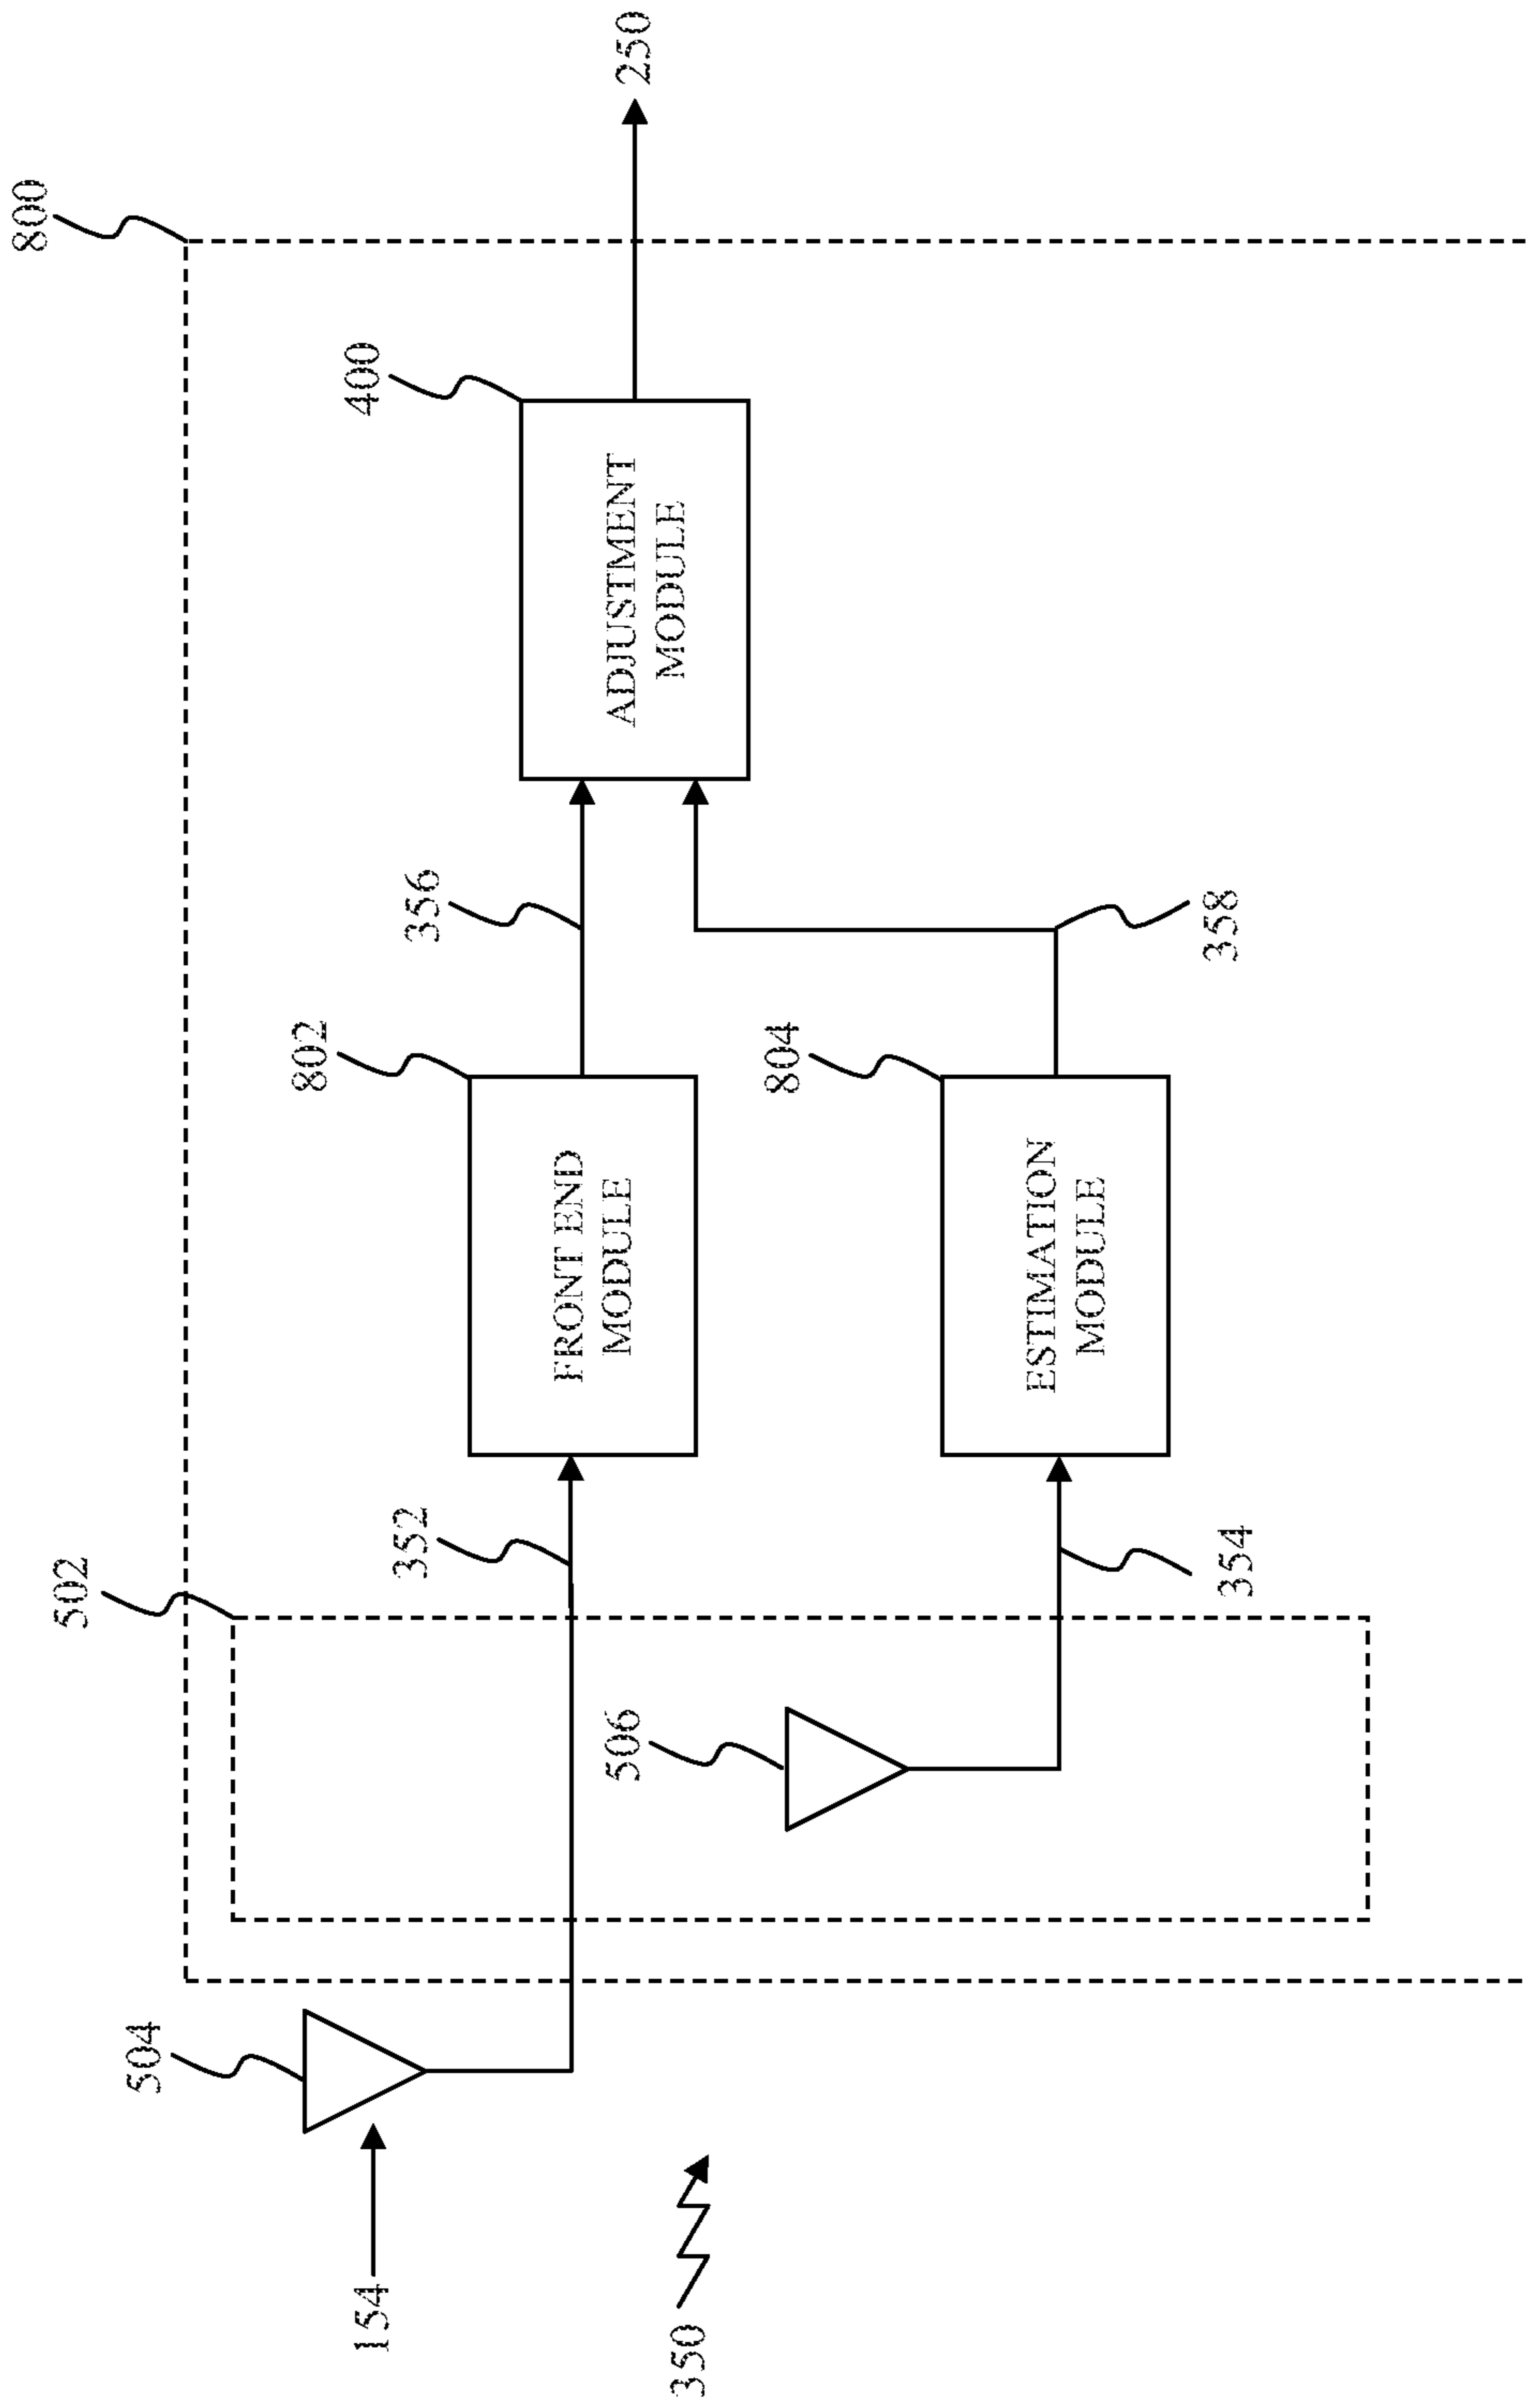 800
502
504
154
350
352
802
356
400
250
FRONT END
MODULE
ADJUSTMENT
MODULE
506
804
354
ESTIMATION
MODULE
358